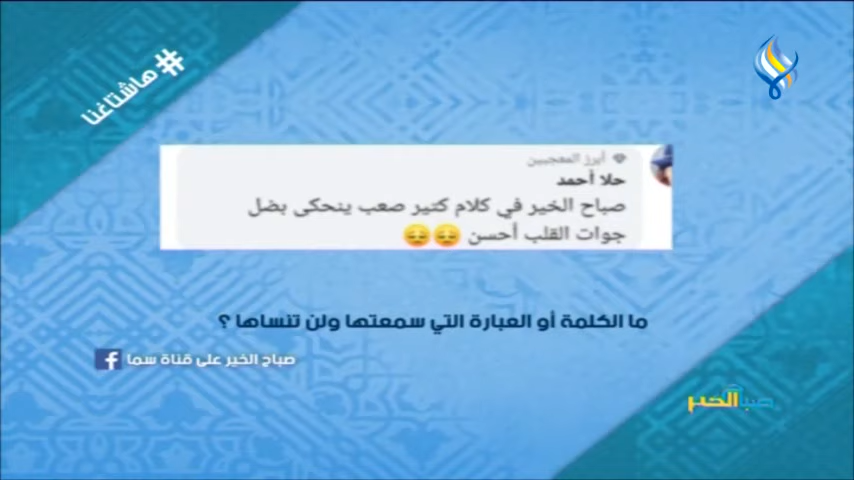 #هاشتاغنا
أبرز المعجبين
حلا أحمد
صباح الخير في كلام كتير صعب ينحكى بضل
جوات القلب أحسن 😔😔
ما الكلمة أو العبارة التي سمعتها ولن تنساها ؟
صباح الخير على قناة سما
صباح الخير